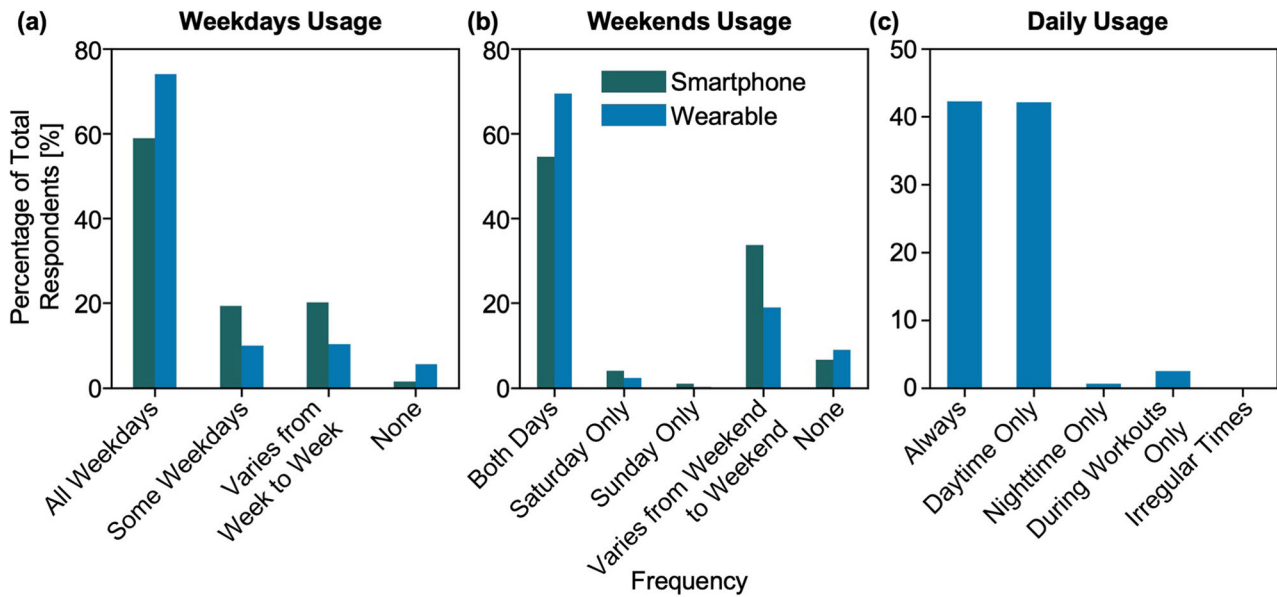 (a) Weekdays Usage
(b) Weekends Usage
(c) Daily Usage
Percentage of Total
Respondents [%]
80
60
40
20
0
All Weekdays
Some Weekdays
Varies from
Week to Week
None
80
60
40
20
0
Smartphone
Wearable
Both Days
Saturday Only
Sunday Only
Varies from Weekend
to Weekend
None
50
40
30
20
10
0
Always
Daytime Only
Nighttime Only
During Workouts
Only
Irregular Times
Frequency